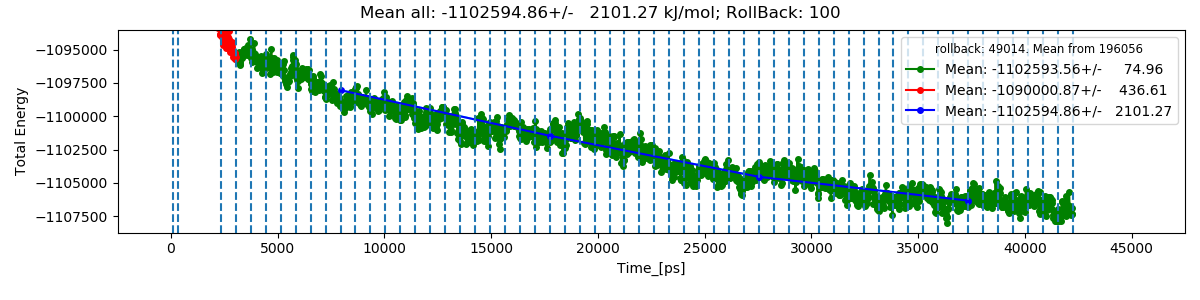 Mean all: -1102594.86+/-   2101.27 kJ/mol; RollBack: 100
rollback: 49014. Mean from 196056
Mean: -1102593.56+/-     74.96
Mean: -1090000.87+/-    436.61
Mean: -1102594.86+/-   2101.27
Total Energy
−1095000
−1097500
−1100000
−1102500
−1105000
−1107500
0 5000 10000 15000 20000 25000 30000 35000 40000 45000
Time_[ps]